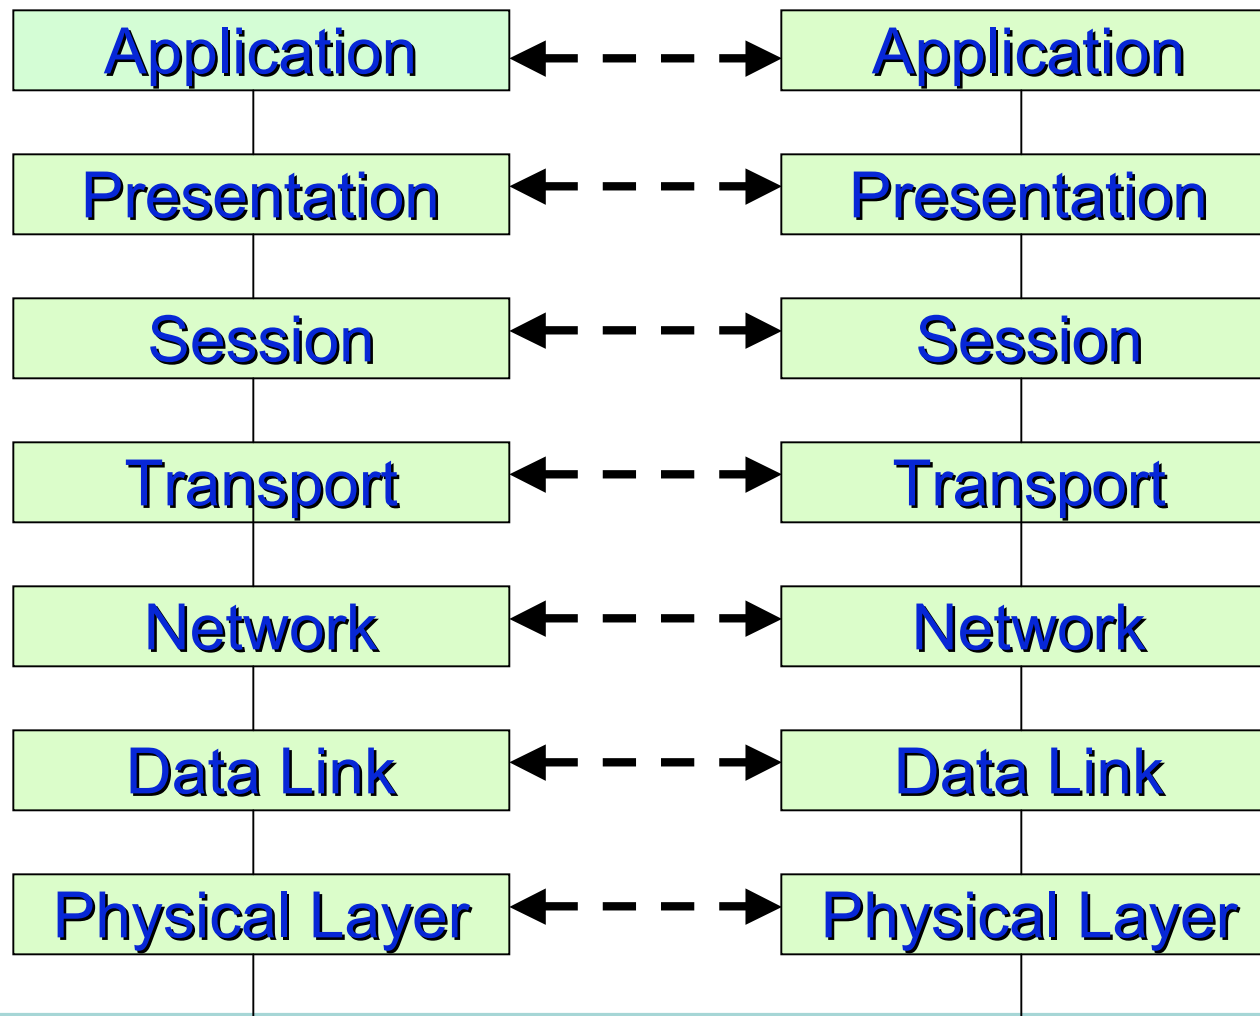 Application
Application
Presentation
Presentation
Session
Session
Transport
Transport
Network
Network
Data Link
Data Link
Physical Layer
Physical Layer